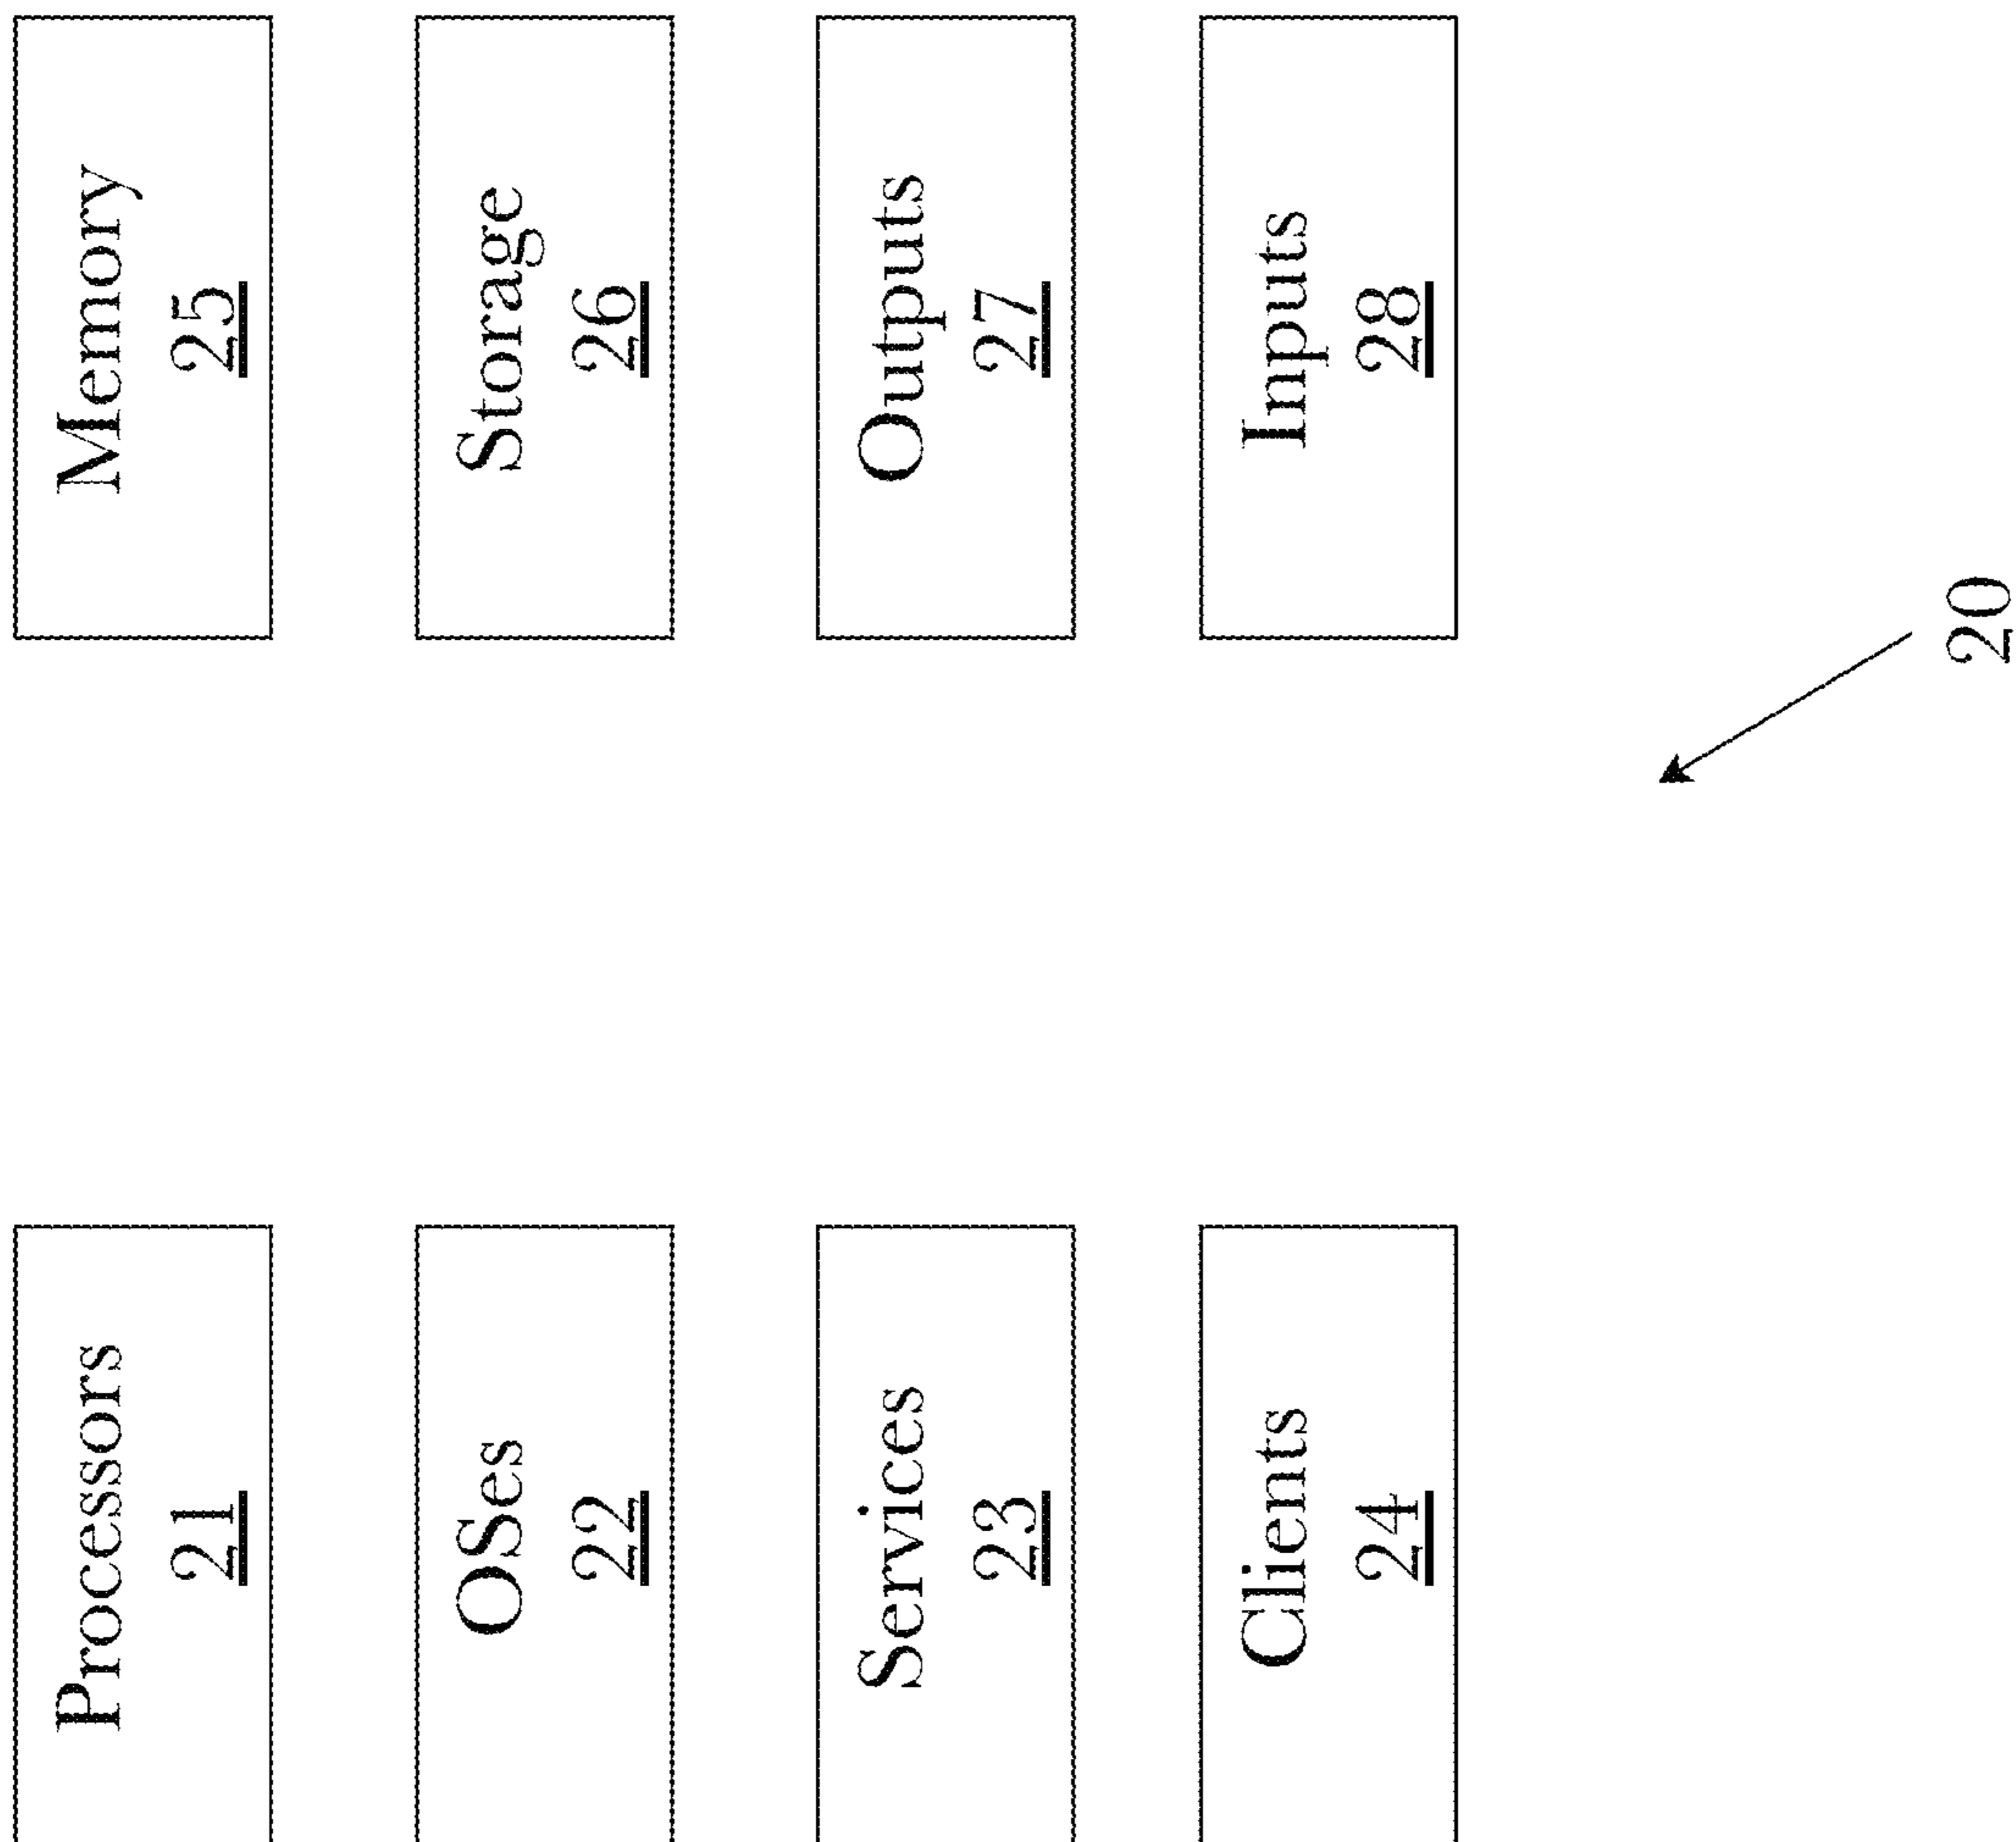 Processors
21
Memory
25
OSes
22
Storage
26
Services
23
Outputs
27
Clients
24
Inputs
28
20